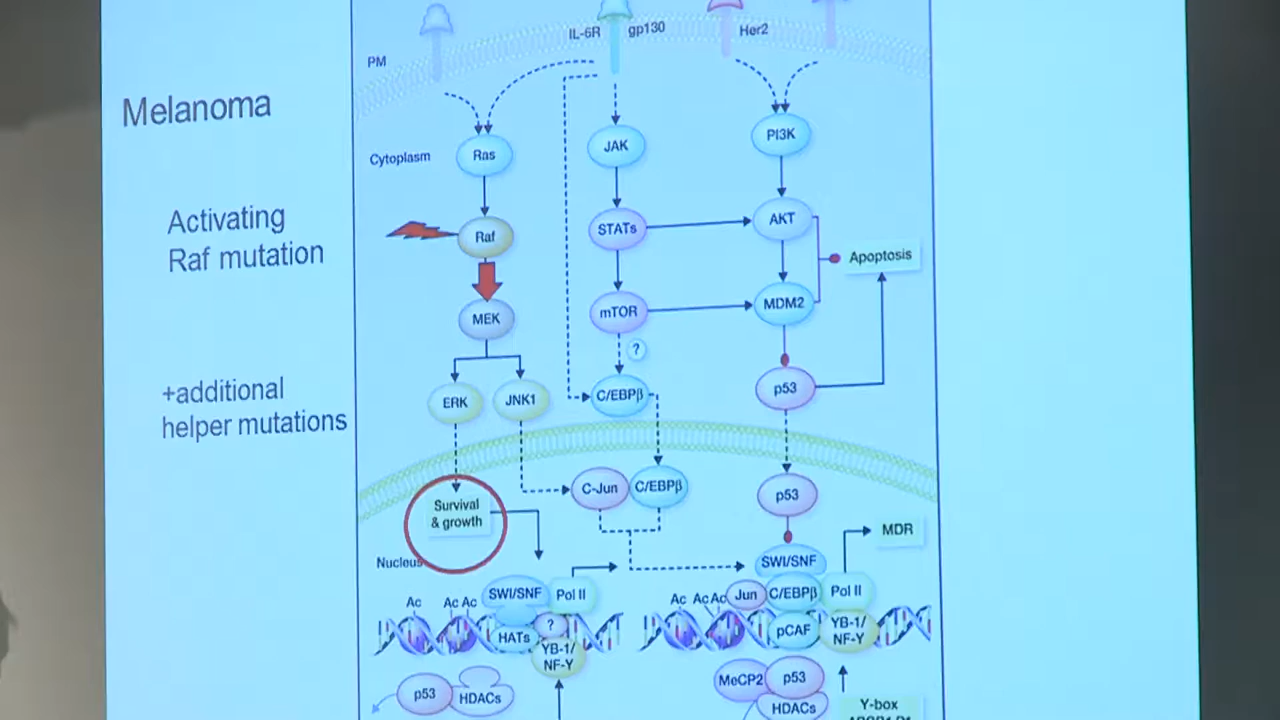 IL-6R
gp130
Her2
PM
Melanoma
Cytoplasm
Ras
JAK
PI3K
Activating
Raf mutation
Raf
STATs
AKT
Apoptosis
MEK
mTOR
MDM2
?
+additional
helper mutations
ERK
JNK1
C/EBPβ
p53
C-Jun
C/EBPβ
p53
Survival
& growth
MDR
Nucleus
SWI/SNF
Ac
Ac Ac
SWI/SNF
Pol II
Ac
Ac Ac
Jun
C/EBPβ
Pol II
HATs
?
YB-1/
NF-Y
pCAF
YB-1/
NF-Y
p53
HDACs
MeCP2
p53
HDACs
Y-box